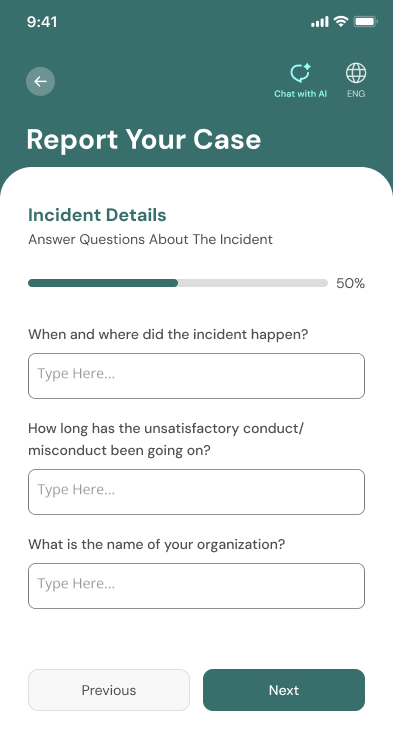 9:41
Chat with AI
ENG
Report Your Case
Incident Details
Answer Questions About The Incident
50%
When and where did the incident happen?
Type Here...
How long has the unsatisfactory conduct/
misconduct been going on?
Type Here...
What is the name of your organization?
Type Here...
Previous
Next